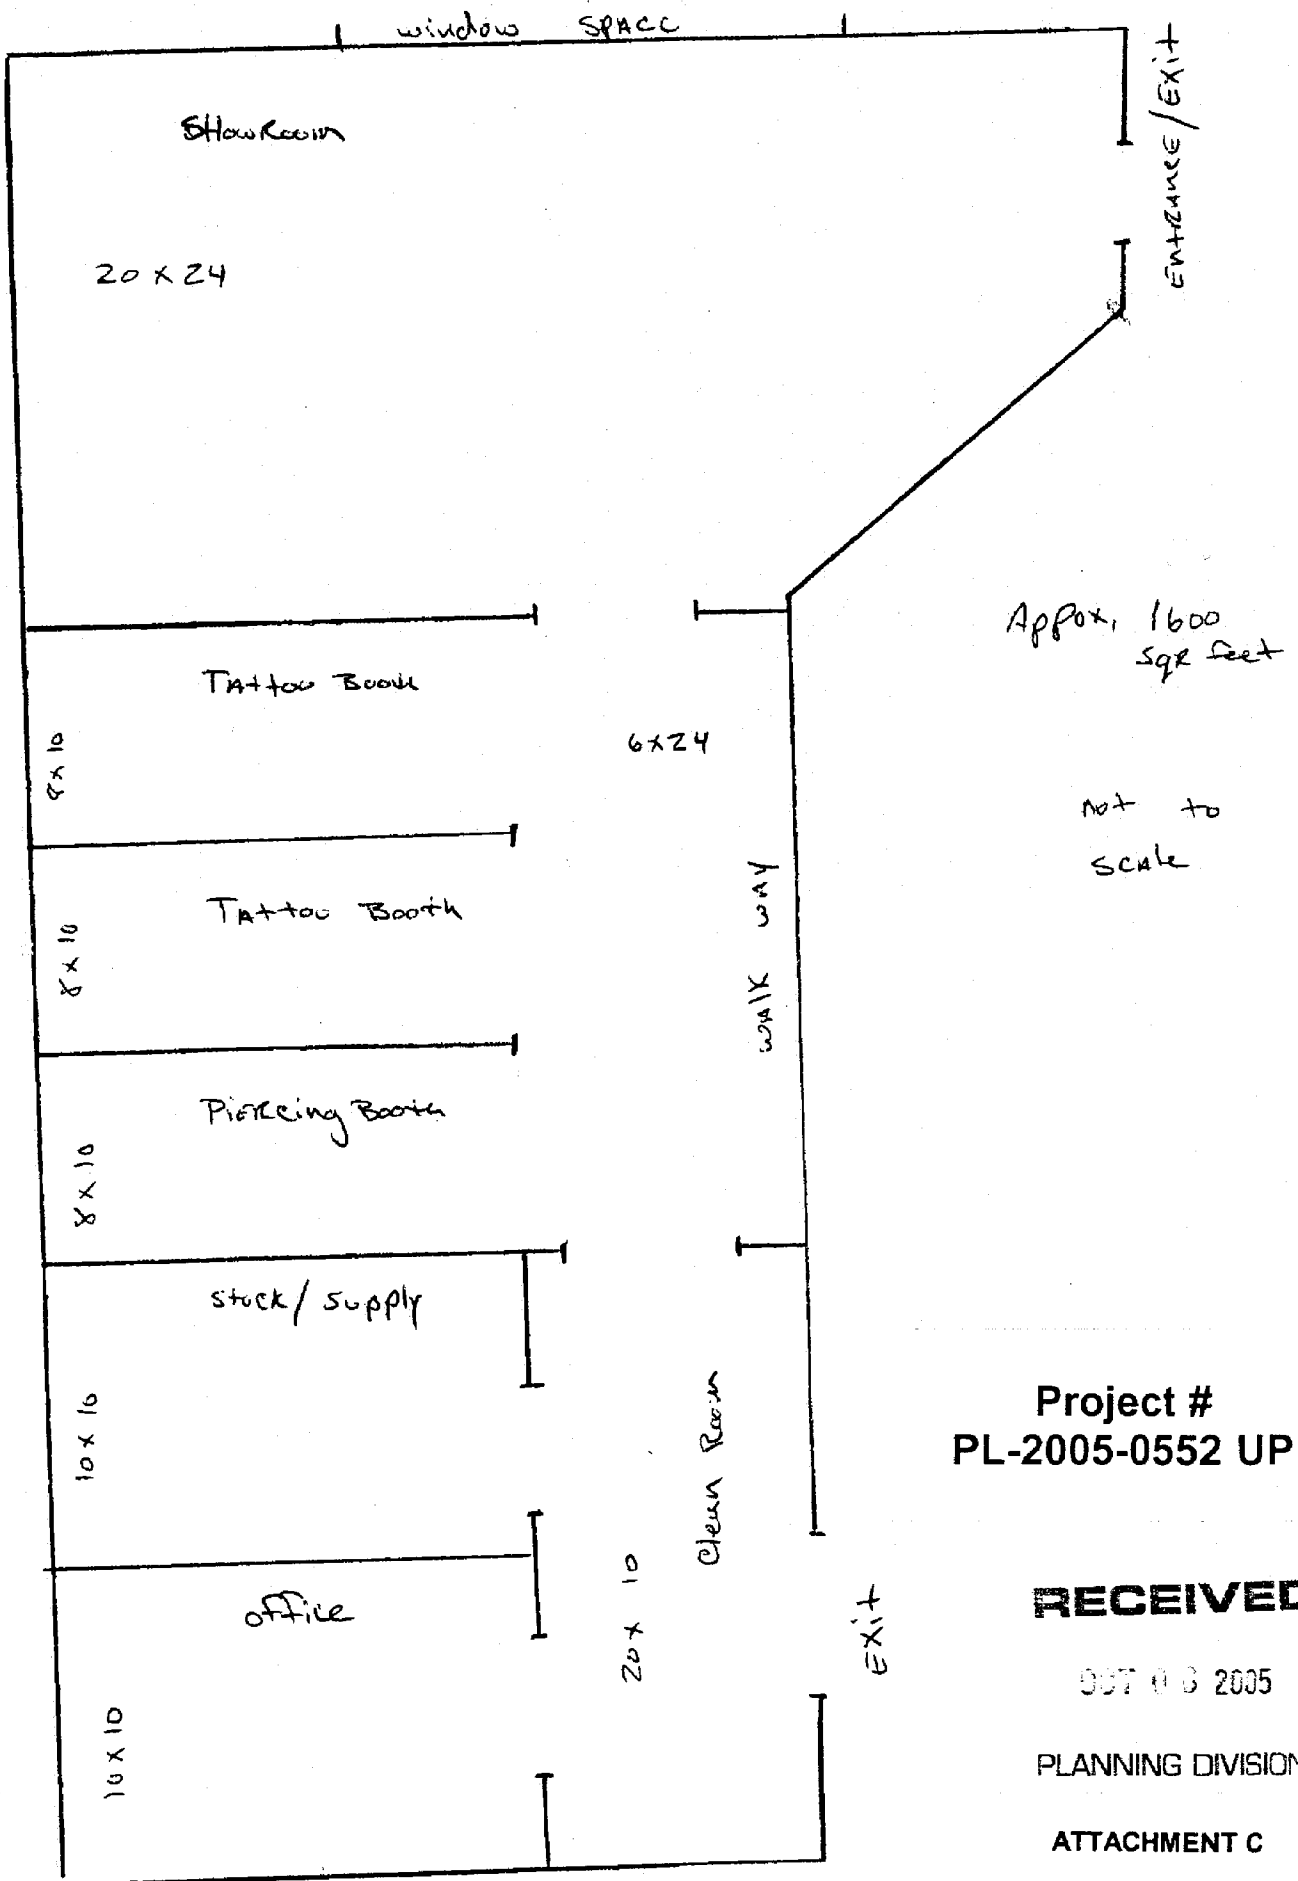 window SPACE
SHowRoom
ENtRANCE/EXit
20 x 24
Appox. 1600
sqr feet
TAttoo Booth
8x10
6x24
not to
scale
TAttoo Booth
8x10
WAlK WAY
PiERcing Booth
8x10
stock/supply
10x10
Clean Room
20x10
Project #
PL-2005-0552 UP
office
EXit
10x10
RECEIVED
2005
PLANNING DIVISION
ATTACHMENT C